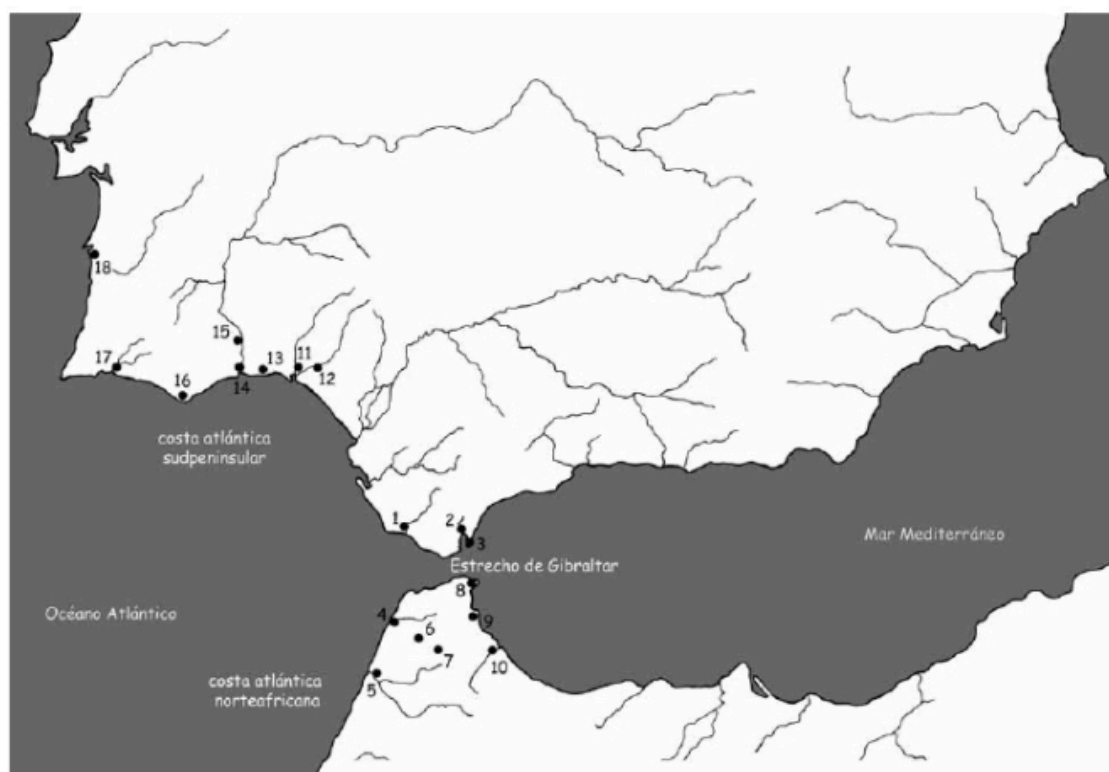 18
15
17
14
13
11
12
16
costa atlántica
sudpeninsular
1
2
3
Mar Mediterráneo
Estrecho de Gibraltar
8
Océano Atlántico
4
9
6
7
10
5
costa atlántica
norteafricana